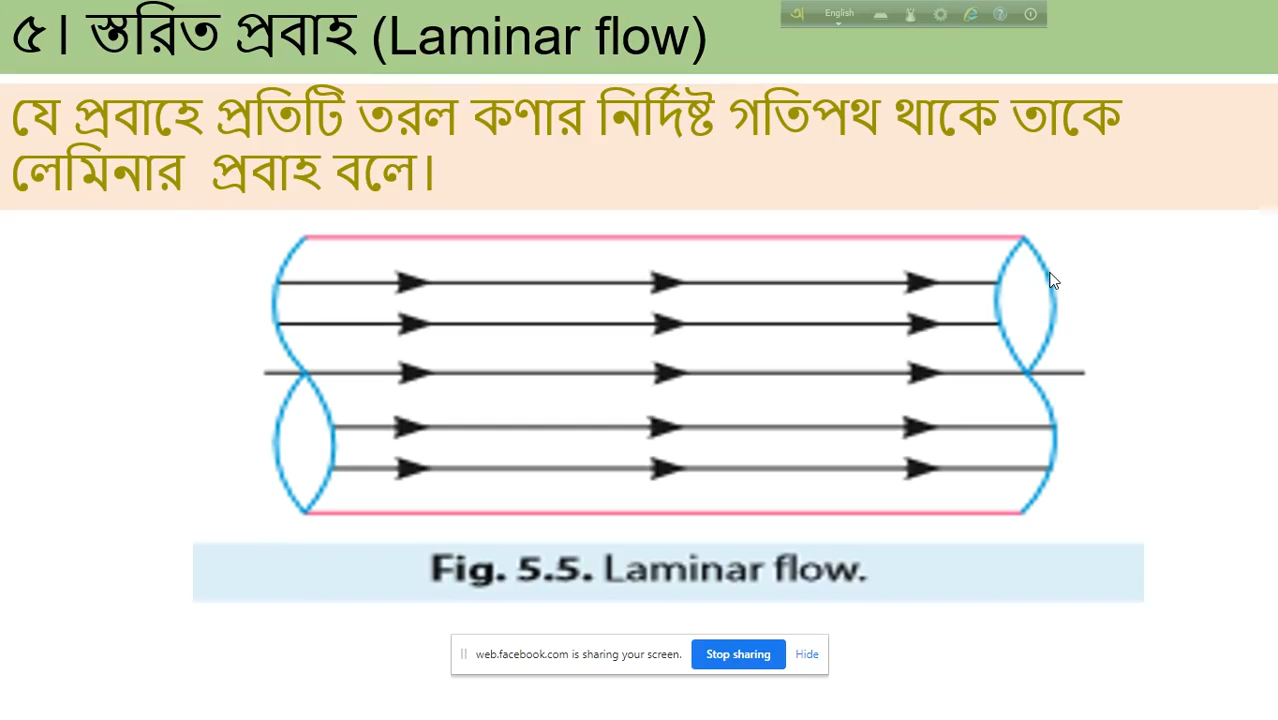 ৫। স্তরিত প্রবাহ (Laminar flow)
English
যে প্রবাহে প্রতিটি তরল কণার নির্দিষ্ট গতিপথ থাকে তাকে
লেমিনার প্রবাহ বলে।
Fig. 5.5. Laminar flow.
web.facebook.com is sharing your screen. Stop sharing Hide